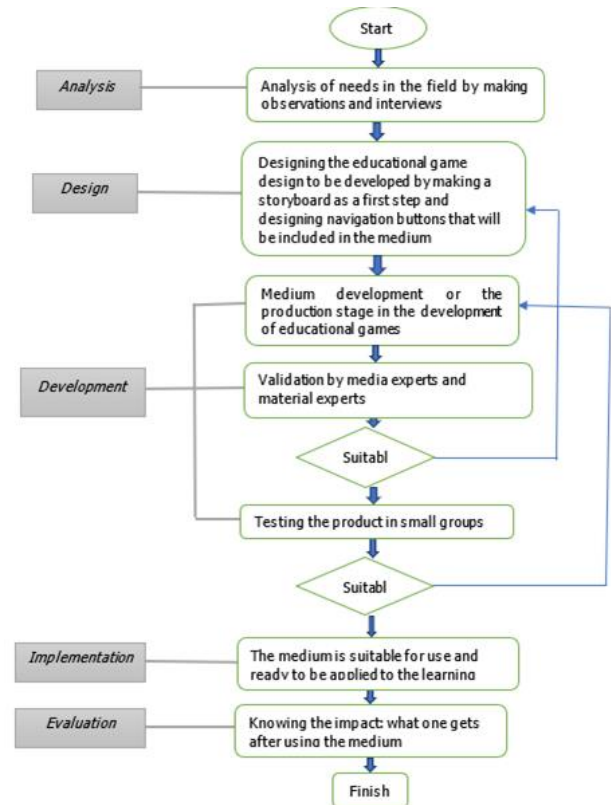 Start
Analysis
Analysis of needs in the field by making
observations and interviews
Design
Designing the educational game
design to be developed by making a
storyboard as a first step and
designing navigation buttons that will
be included in the medium
Medium development or the
production stage in the development
of educational games
Development
Validation by media experts and
material experts
Suitabl
Testing the product in small groups
Suitabl
Implementation
The medium is suitable for use and
ready to be applied to the learning
Evaluation
Knowing the impact: what one gets
after using the medium
Finish